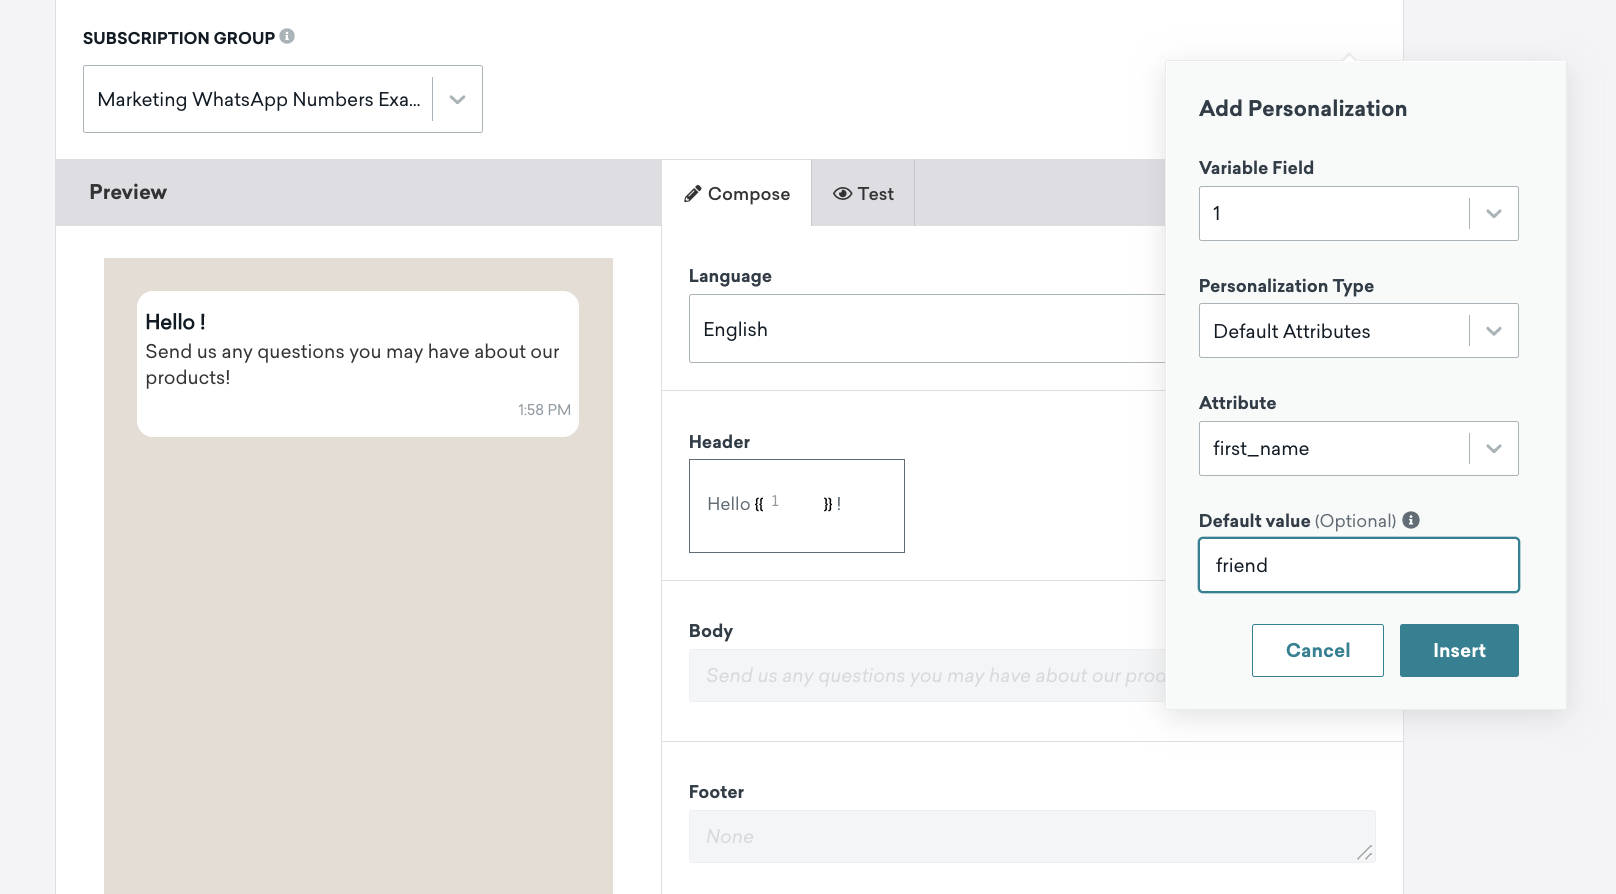 SUBSCRIPTION GROUP
Marketing WhatsApp Numbers Exa...
Preview
Hello !
Send us any questions you may have about our
products!
1:58 PM
Compose
Test
Language
English
Header
Hello {{ 1 }} !
Body
Send us any questions you may have about our prod
Footer
None
Add Personalization
Variable Field
1
Personalization Type
Default Attributes
Attribute
first_name
Default value (Optional)
friend
Cancel
Insert